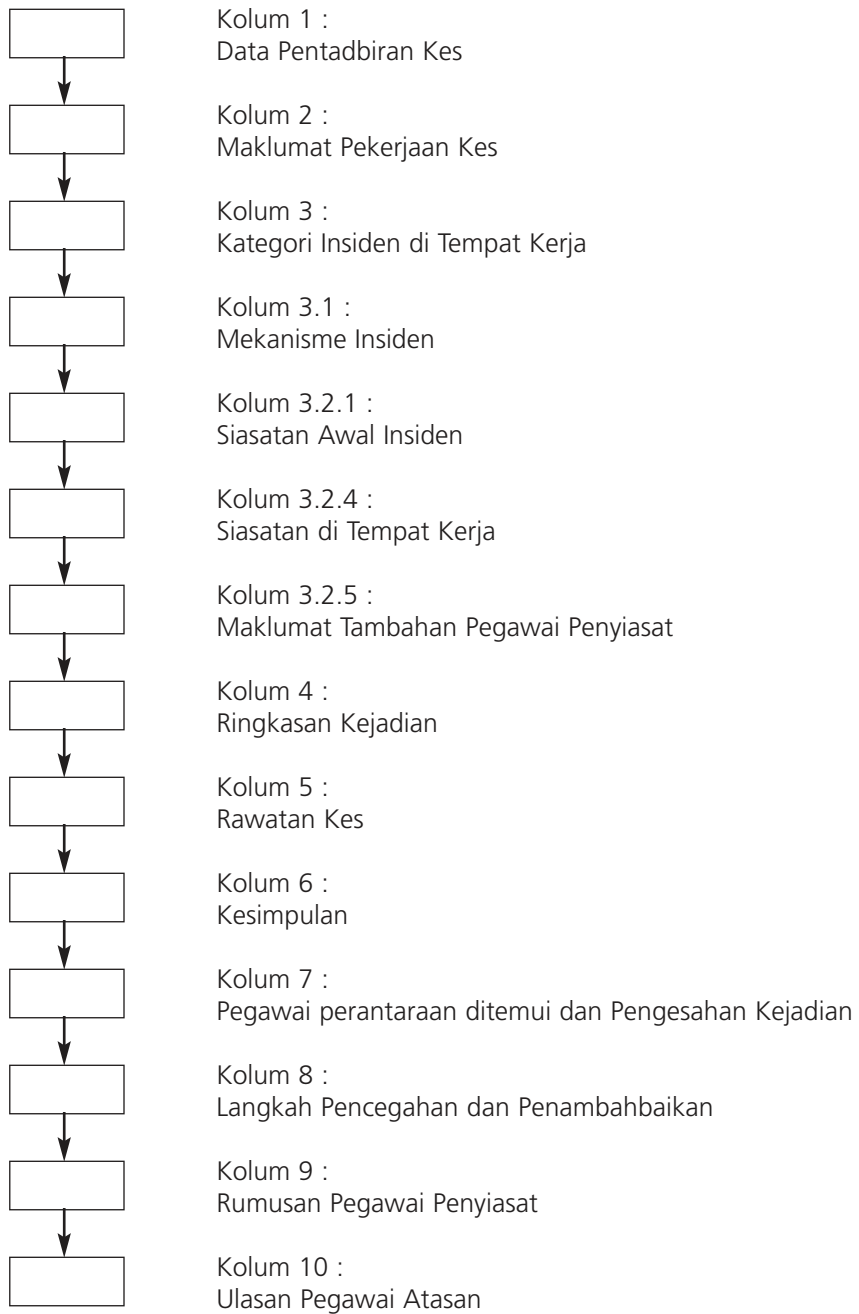 Kolum 1 :
Data Pentadbiran Kes
Kolum 2 :
Maklumat Pekerjaan Kes
Kolum 3 :
Kategori Insiden di Tempat Kerja
Kolum 3.1 :
Mekanisme Insiden
Kolum 3.2.1 :
Siasatan Awal Insiden
Kolum 3.2.4 :
Siasatan di Tempat Kerja
Kolum 3.2.5 :
Maklumat Tambahan Pegawai Penyiasat
Kolum 4 :
Ringkasan Kejadian
Kolum 5 :
Rawatan Kes
Kolum 6 :
Kesimpulan
Kolum 7 :
Pegawai perantaraan ditemui dan Pengesahan Kejadian
Kolum 8 :
Langkah Pencegahan dan Penambahbaikan
Kolum 9 :
Rumusan Pegawai Penyiasat
Kolum 10 :
Ulasan Pegawai Atasan